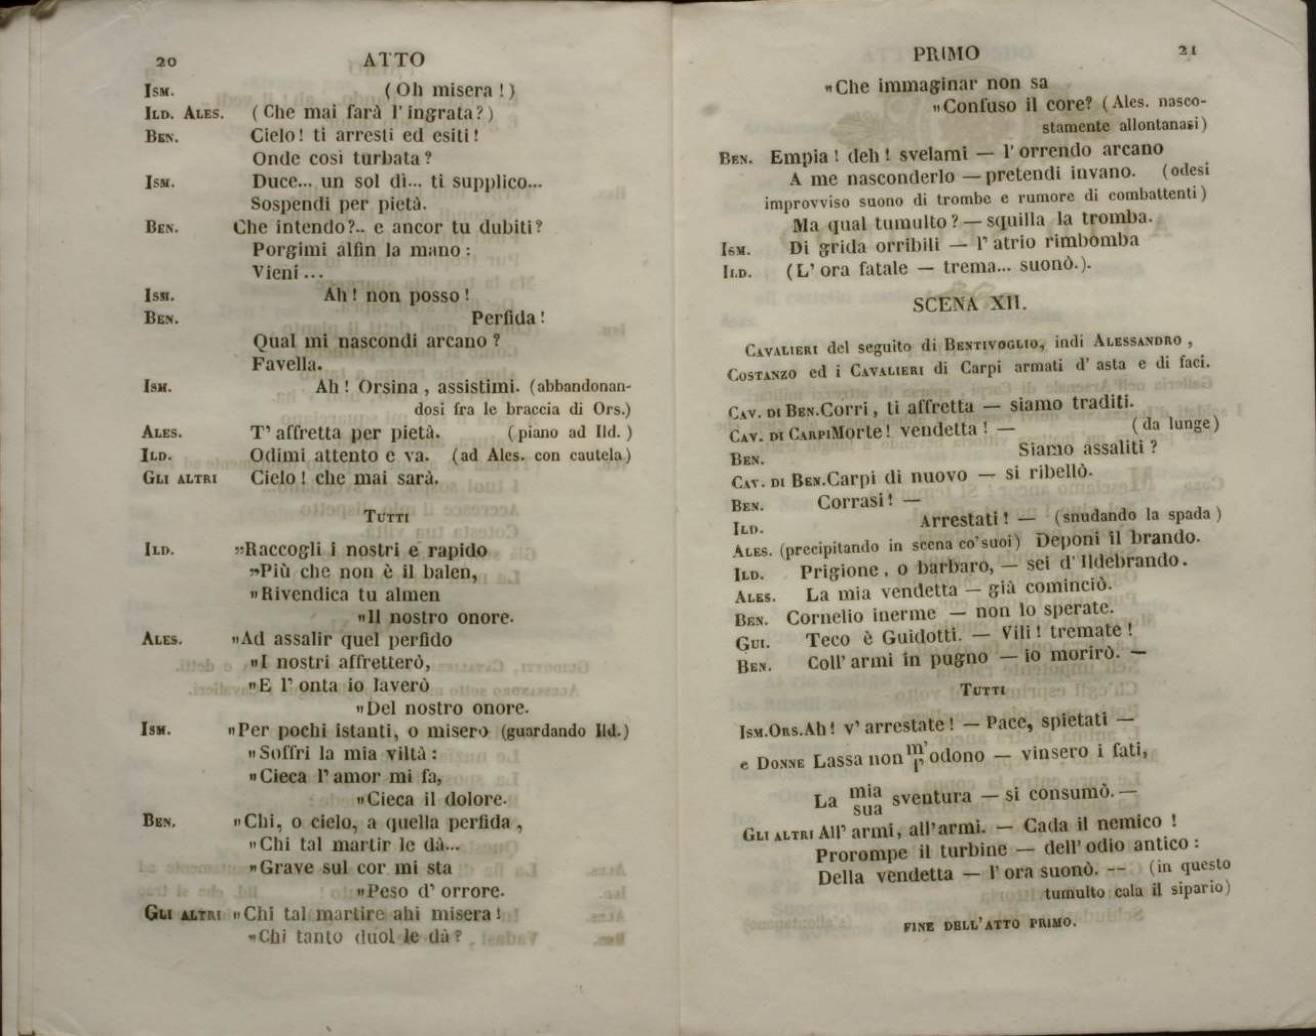 20 ATTO
Ism. (Oh misera!)
Ild. Ales. (Che mai farà l'ingrata?)
Ben. Cielo! ti arresti ed esiti!
Onde così turbata?
Ism. Duce... un sol dì... ti supplico...
Sospendi per pietà.
Ben. Che intendo?.. e ancor tu dubiti?
Porgimi alfin la mano:
Vieni...
Ism. Ah! non posso!
Ben. Perfida!
Qual mi nascondi arcano?
Favella.
Ism. Ah! Orsina, assistimi. (abbandonan-
dosi fra le braccia di Ors.)
Ales. T'affretta per pietà. (piano ad Ild.)
Ild. Odimi attento e va. (ad Ales. con cautela)
Gli altri Cielo! che mai sarà.
Tutti
Ild. "Raccogli i nostri e rapido
"Più che non è il balen,
"Rivendica tu almen
"Il nostro onore.
Ales. "Ad assalir quel perfido
"I nostri affretterò,
"E l'onta io laverò
"Del nostro onore.
Ism. "Per pochi istanti, o misero (guardando Ild.)
"Soffri la mia viltà:
"Cieca l'amor mi fa,
"Cieca il dolore.
Ben. "Chi, o cielo, a quella perfida,
"Chi tal martir le dà...
"Grave sul cor mi sta
"Peso d'orrore.
Gli altri "Chi tal martire ahi misera!
"Chi tanto duol le dà?
PRIMO 21
"Che immaginar non sa
"Confuso il core? (Ales. nasco-
stamente allontanasi)
Ben. Empia! deh! svelami — l'orrendo arcano
A me nasconderlo — pretendi invano. (odesi
improvviso suono di trombe e rumore di combattenti)
Ma qual tumulto? — squilla la tromba.
Ism. Di grida orribili — l'atrio rimbomba
Ild. (L'ora fatale — trema... suonò.).
SCENA XII.
Cavalieri del seguito di Bentivoglio, indi Alessandro,
Costanzo ed i Cavalieri di Carpi armati d'asta e di faci.
Cav. di Ben. Corri, ti affretta — siamo traditi.
Cav. di Carpi Morte! vendetta! — (da lunge)
Ben. Siamo assaliti?
Cav. di Ben. Carpi di nuovo — si ribellò.
Ben. Corrasi! —
Ild. Arrestati! — (snudando la spada)
Ales. (precipitando in scena co'suoi) Deponi il brando.
Ild. Prigione, o barbaro, — sei d'Ildebrando.
Ales. La mia vendetta — già cominciò.
Ben. Cornelio inerme — non lo sperate.
Gui. Teco è Guidotti. — Vili! tremate!
Ben. Coll'armi in pugno — io morirò. —
Tutti
Ism. Ors. Ah! v'arrestate! — Pace, spietati —
e Donne Lassa non m' l' odono — vinsero i fati,
La mia sua sventura — si consumò. —
Gli altri All'armi, all'armi. — Cada il nemico!
Prorompe il turbine — dell'odio antico:
Della vendetta — l'ora suonò. -- (in questo
tumulto cala il sipario)
FINE DELL'ATTO PRIMO.